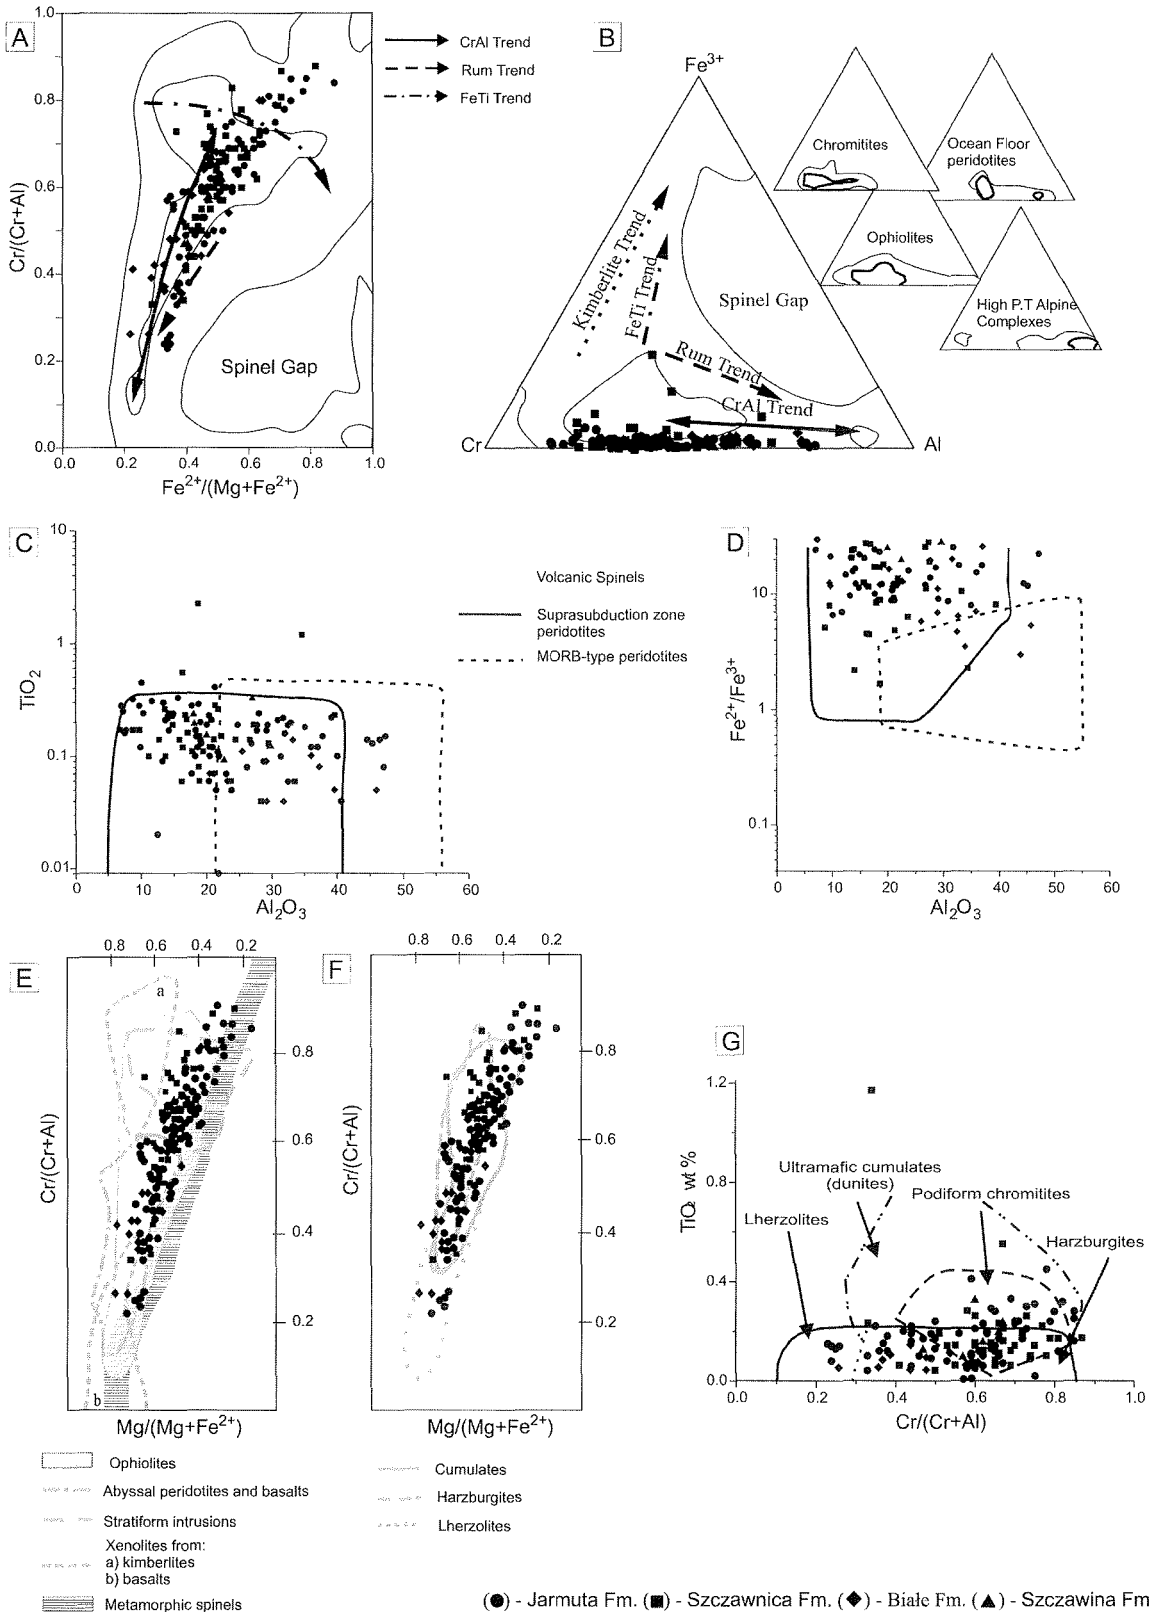 A
1.0
0.8
0.6
0.4
0.2
0.0
Cr/(Cr+Al)
0.0 0.2 0.4 0.6 0.8 1.0
Fe²⁺/(Mg+Fe²⁺)
Spinel Gap
CrAl Trend
Rum Trend
FeTi Trend
B
Fe³⁺
Cr
Al
Kimberlite Trend
FeTi Trend
Rum Trend
CrAl Trend
Spinel Gap
Chromitites
Ocean Floor
peridotites
Ophiolites
High P.T Alpine
Complexes
C
10
1
0.1
0.01
TiO₂
0 10 20 30 40 50 60
Al₂O₃
Volcanic Spinels
Suprasubduction zone
peridotites
MORB-type peridotites
D
10
1
0.1
Fe²⁺/Fe³⁺
0 10 20 30 40 50 60
Al₂O₃
E
0.8 0.6 0.4 0.2
a
b
0.8
0.6
0.4
0.2
Cr/(Cr+Al)
Mg/(Mg+Fe²⁺)
Ophiolites
Abyssal peridotites and basalts
Stratiform intrusions
Xenolites from:
a) kimberlites
b) basalts
Metamorphic spinels
F
0.8 0.6 0.4 0.2
0.8
0.6
0.4
0.2
Cr/(Cr+Al)
Mg/(Mg+Fe²⁺)
Cumulates
Harzburgites
Lherzolites
G
1.2
0.8
0.4
0.0
TiO₂ wt %
0.0 0.2 0.4 0.6 0.8 1.0
Cr/(Cr+Al)
Ultramafic cumulates
(dunites)
Podiform chromitites
Lherzolites
Harzburgites
(●) - Jarmuta Fm. (■) - Szczawnica Fm. (◆) - Białe Fm. (▲) - Szczawina Fm